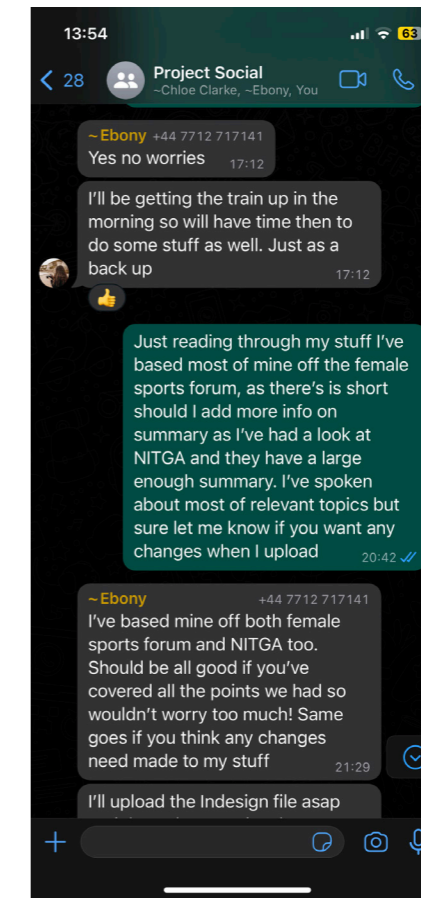 13:54
63
28
Project Social
~Chloe Clarke, ~Ebony, You
~Ebony +44 7712 717141
Yes no worries 17:12
I'll be getting the train up in the
morning so will have time then to
do some stuff as well. Just as a
back up
17:12
Just reading through my stuff I've
based most of mine off the female
sports forum, as there's is short
should I add more info on
summary as I've had a look at
NITGA and they have a large
enough summary. I've spoken
about most of relevant topics but
sure let me know if you want any
changes when I upload 20:42
~Ebony +44 7712 717141
I've based mine off both female
sports forum and NITGA too.
Should be all good if you've
covered all the points we had so
wouldn't worry too much! Same
goes if you think any changes
need made to my stuff 21:29
I'll upload the Indesign file asap